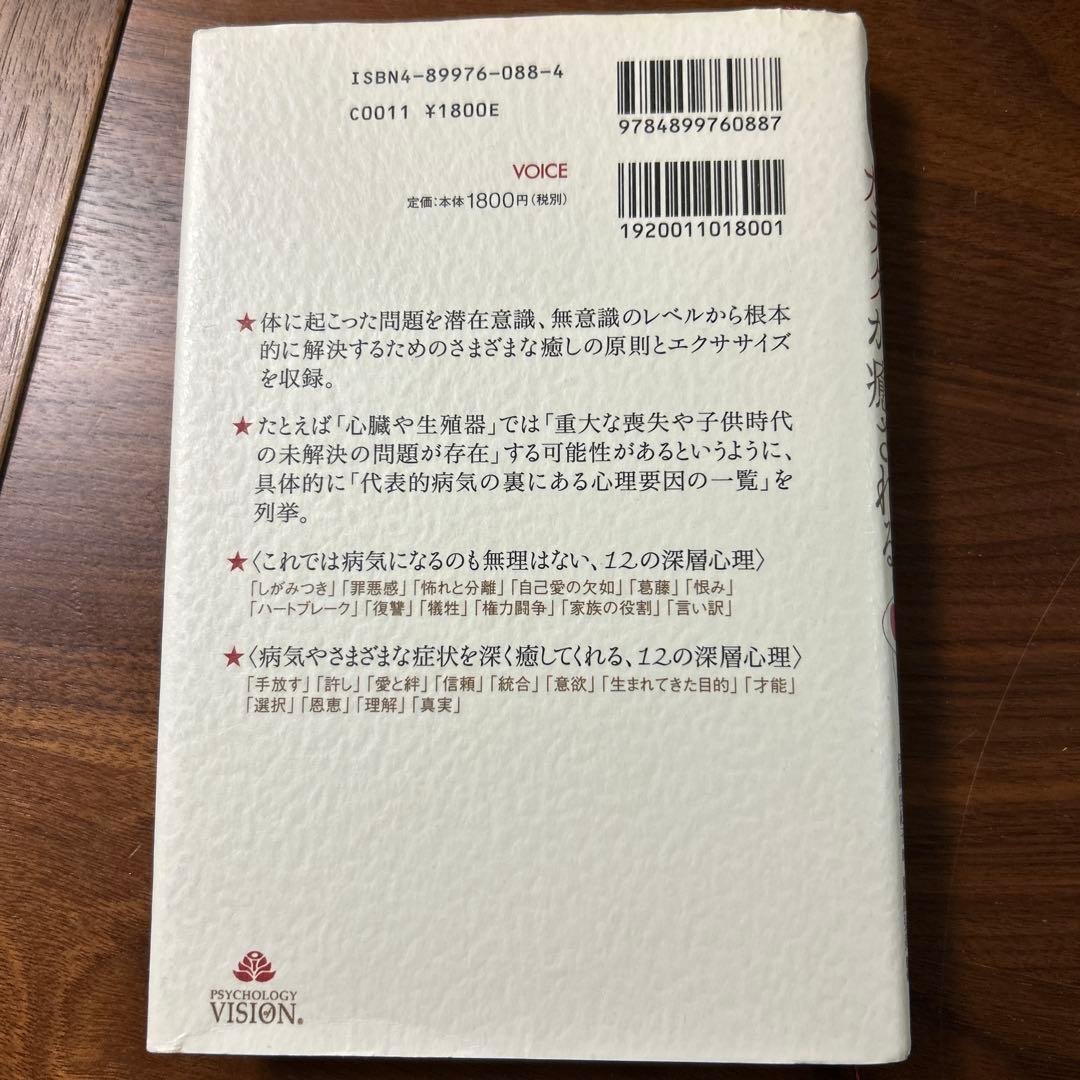 ISBN4-89976-088-4
C0011 ¥1800E
9784899760887
VOICE
定価:本体1800円(税別)
1920011018001
★体に起こった問題を潜在意識、無意識のレベルから根本
的に解決するためのさまざまな癒しの原則とエクササイズ
を収録。
★たとえば「心臓や生殖器」では「重大な喪失や子供時代
の未解決の問題が存在」する可能性があるというように、
具体的に「代表的病気の裏にある心理要因の一覧」を
列挙。
★〈これでは病気になるのも無理はない、12の深層心理〉
「しがみつき」「罪悪感」「怖れと分離」「自己愛の欠如」「葛藤」「恨み」
「ハートブレーク」「復讐」「犠牲」「権力闘争」「家族の役割」「言い訳」
★〈病気やさまざまな症状を深く癒してくれる、12の深層心理〉
「手放す」「許し」「愛と絆」「信頼」「統合」「意欲」「生まれてきた目的」「才能」
「選択」「恩恵」「理解」「真実」
PSYCHOLOGY
OF
VISION®
カラダが癒される